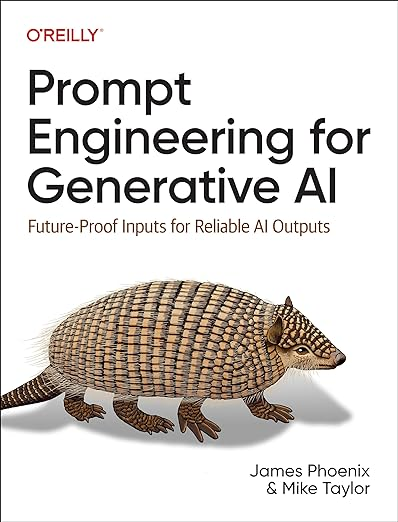 O'REILLY®
Prompt
Engineering for
Generative AI
Future-Proof Inputs for Reliable AI Outputs
James Phoenix
& Mike Taylor